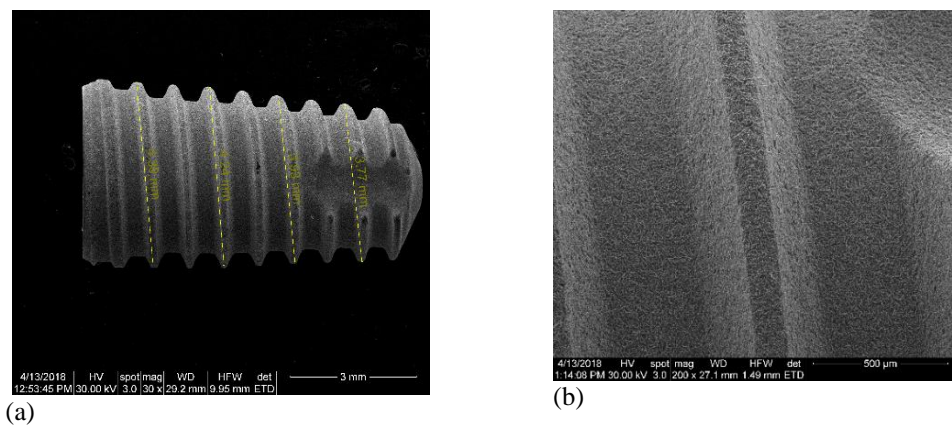 3,77 mm
4/13/2018 HV spot mag WD HFW det 3 mm
12:53:45 PM 30.00 kV 3.0 30 x 29.2 mm 9.95 mm ETD
(a)
4/13/2018 HV spot mag WD HFW det 500 µm
1:14:08 PM 30.00 kV 3.0 200 x 27.1 mm 1.49 mm ETD
(b)